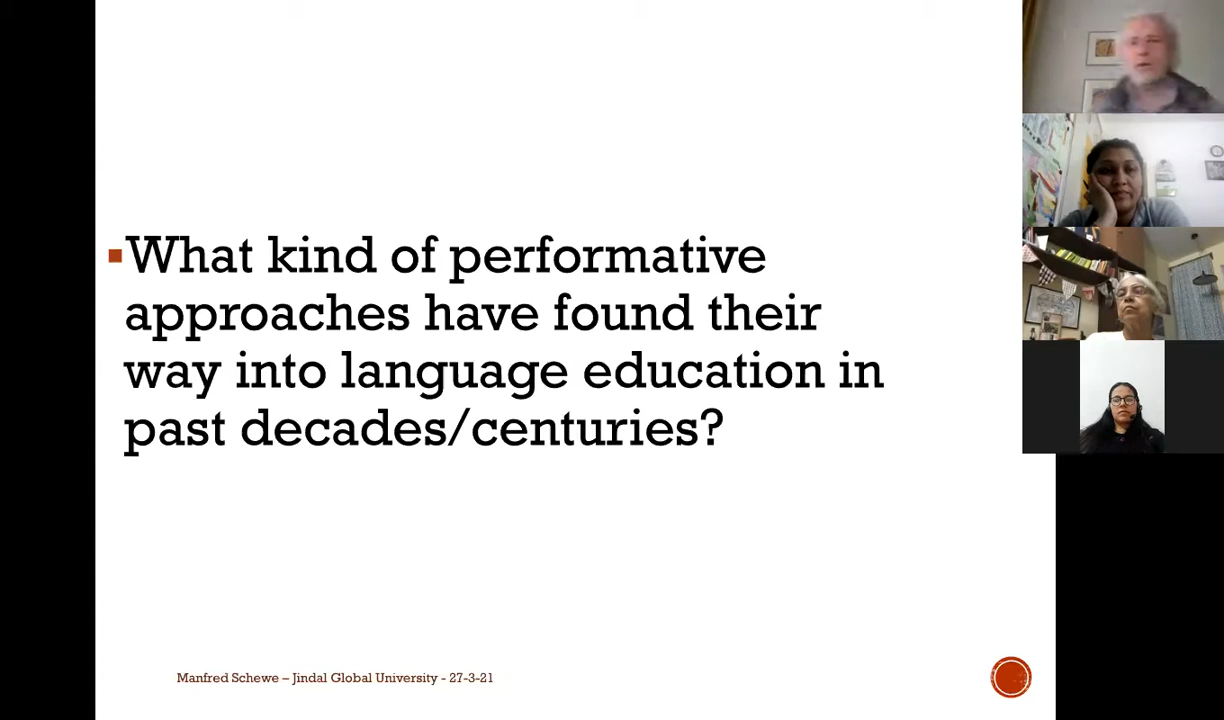 ▪What kind of performative
approaches have found their
way into language education in
past decades/centuries?
Manfred Schewe – Jindal Global University - 27-3-21